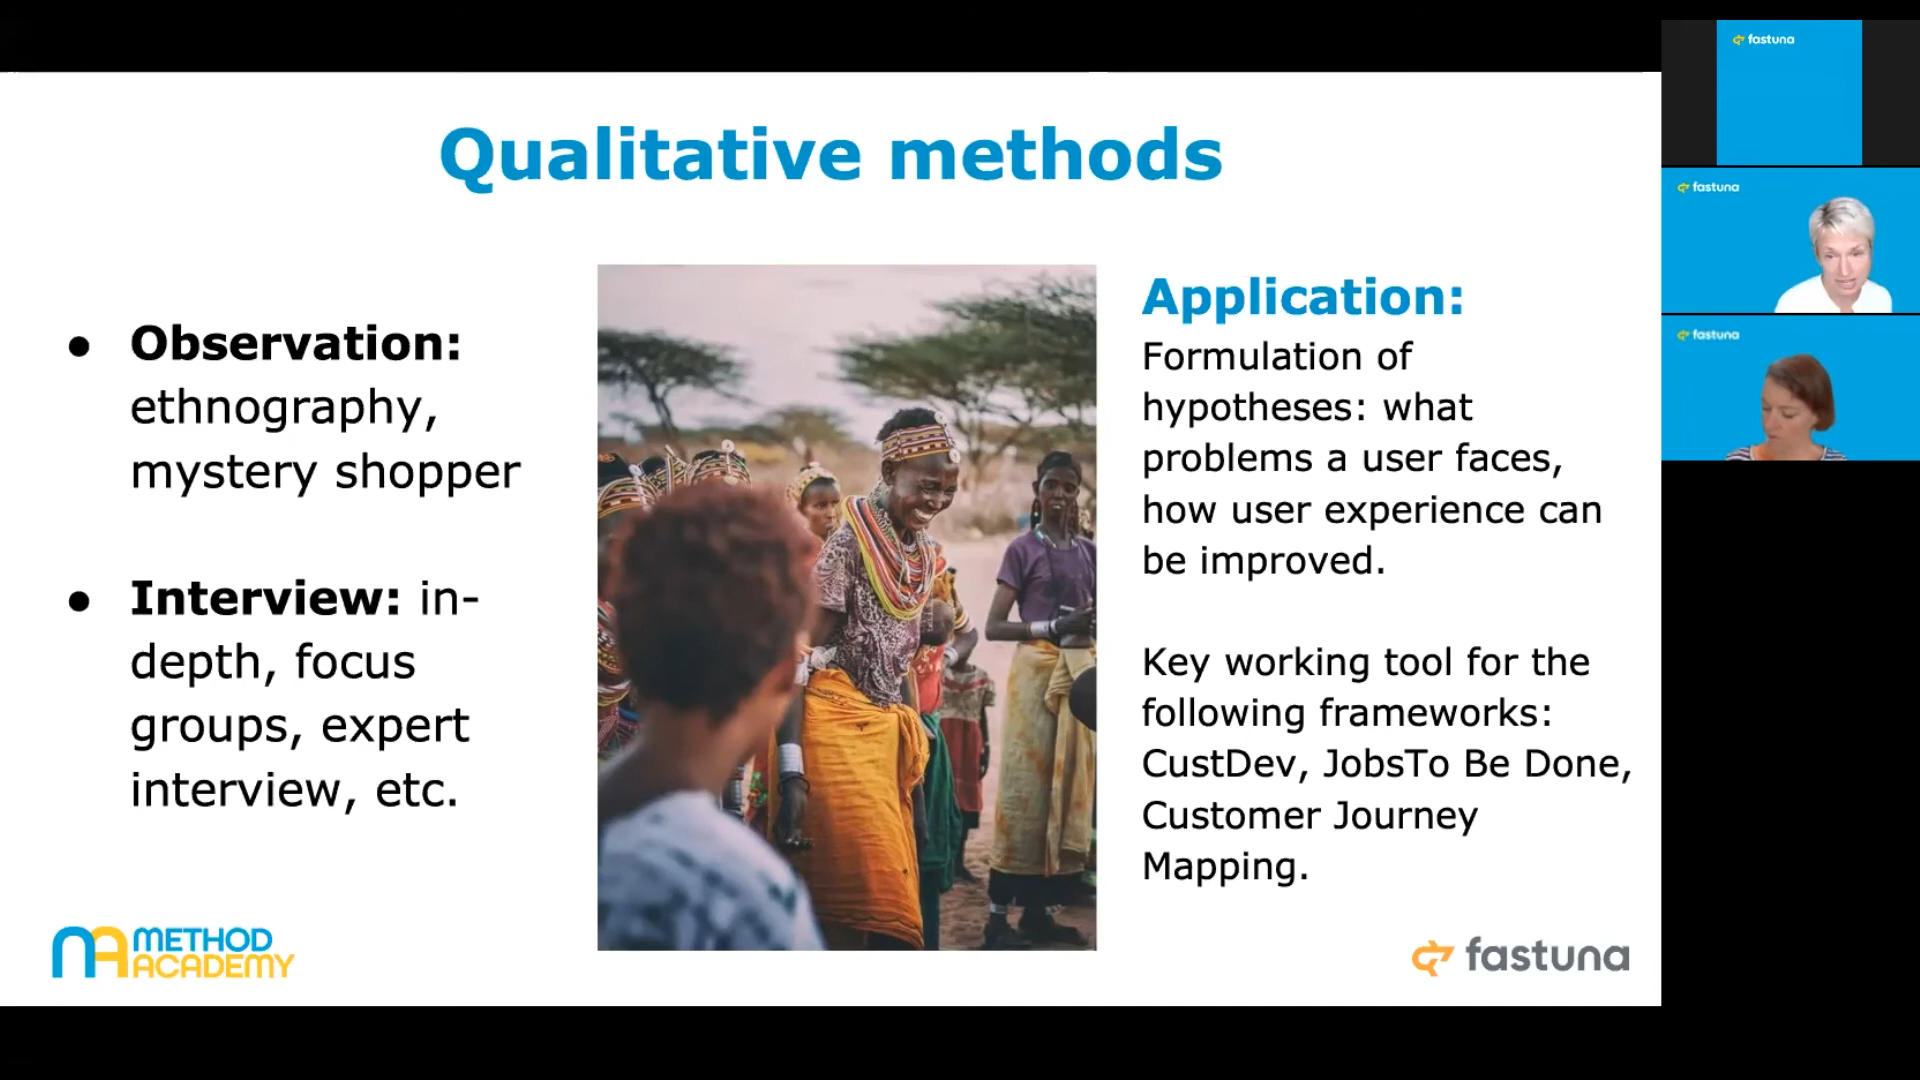 Qualitative methods
● Observation:
ethnography,
mystery shopper
● Interview: in-
depth, focus
groups, expert
interview, etc.
Application:
Formulation of
hypotheses: what
problems a user faces,
how user experience can
be improved.
Key working tool for the
following frameworks:
CustDev, JobsTo Be Done,
Customer Journey
Mapping.
METHOD
ACADEMY
fastuna
fastuna
fastuna
fastuna